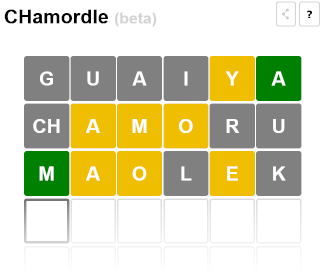 CHamordle (beta)
?
G U A I Y A
CH A M O R U
M A O L E K